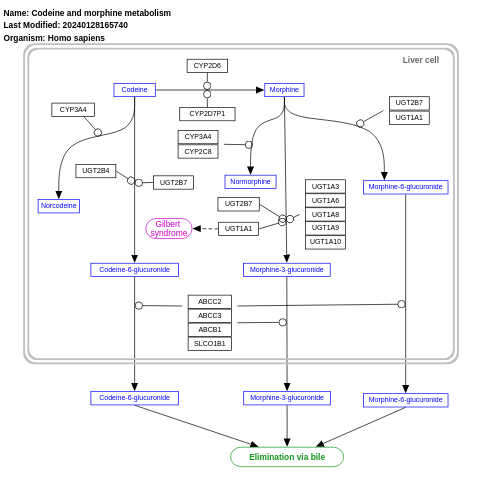 Name: Codeine and morphine metabolism
Last Modified: 20240128165740
Organism: Homo sapiens
Liver cell
CYP2D6
Codeine
Morphine
CYP3A4
CYP2D7P1
UGT2B7
UGT1A1
CYP3A4
CYP2C8
UGT2B4
UGT2B7
Normorphine
UGT1A3
UGT1A6
UGT1A8
UGT1A9
UGT1A10
Morphine-6-glucuronide
Norcodeine
UGT2B7
UGT1A1
Gilbert
syndrome
Codeine-6-glucuronide
Morphine-3-glucuronide
ABCC2
ABCC3
ABCB1
SLCO1B1
Codeine-6-glucuronide
Morphine-3-glucuronide
Morphine-6-glucuronide
Elimination via bile